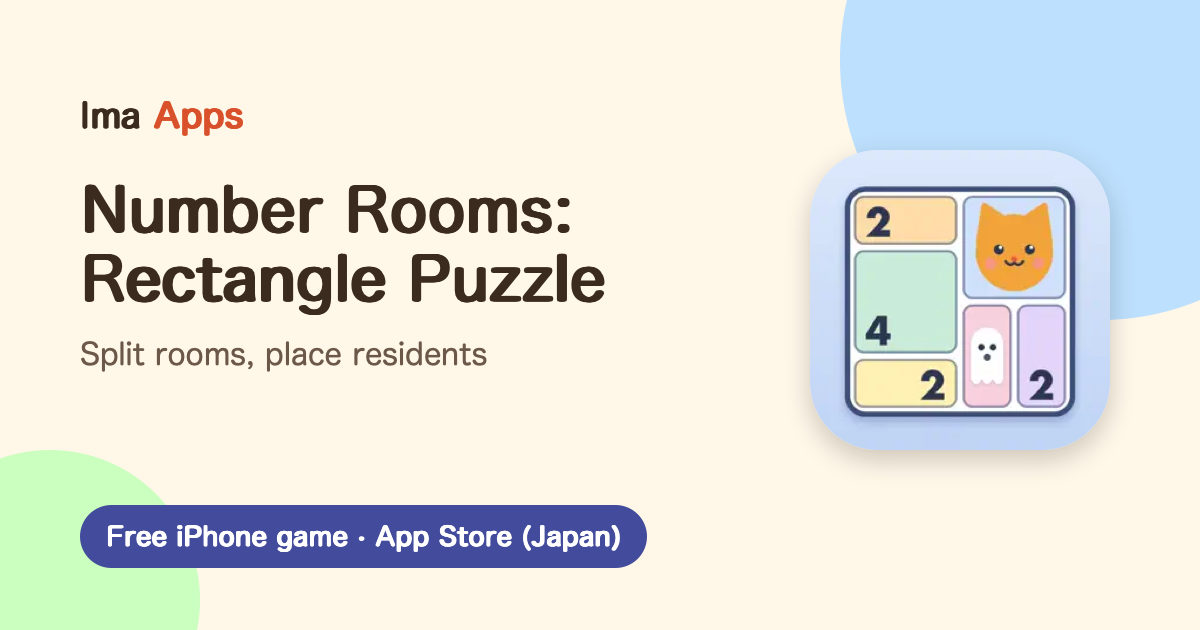 Ima Apps
Number Rooms:
Rectangle Puzzle
Split rooms, place residents
2
4
2
2
Free iPhone game · App Store (Japan)